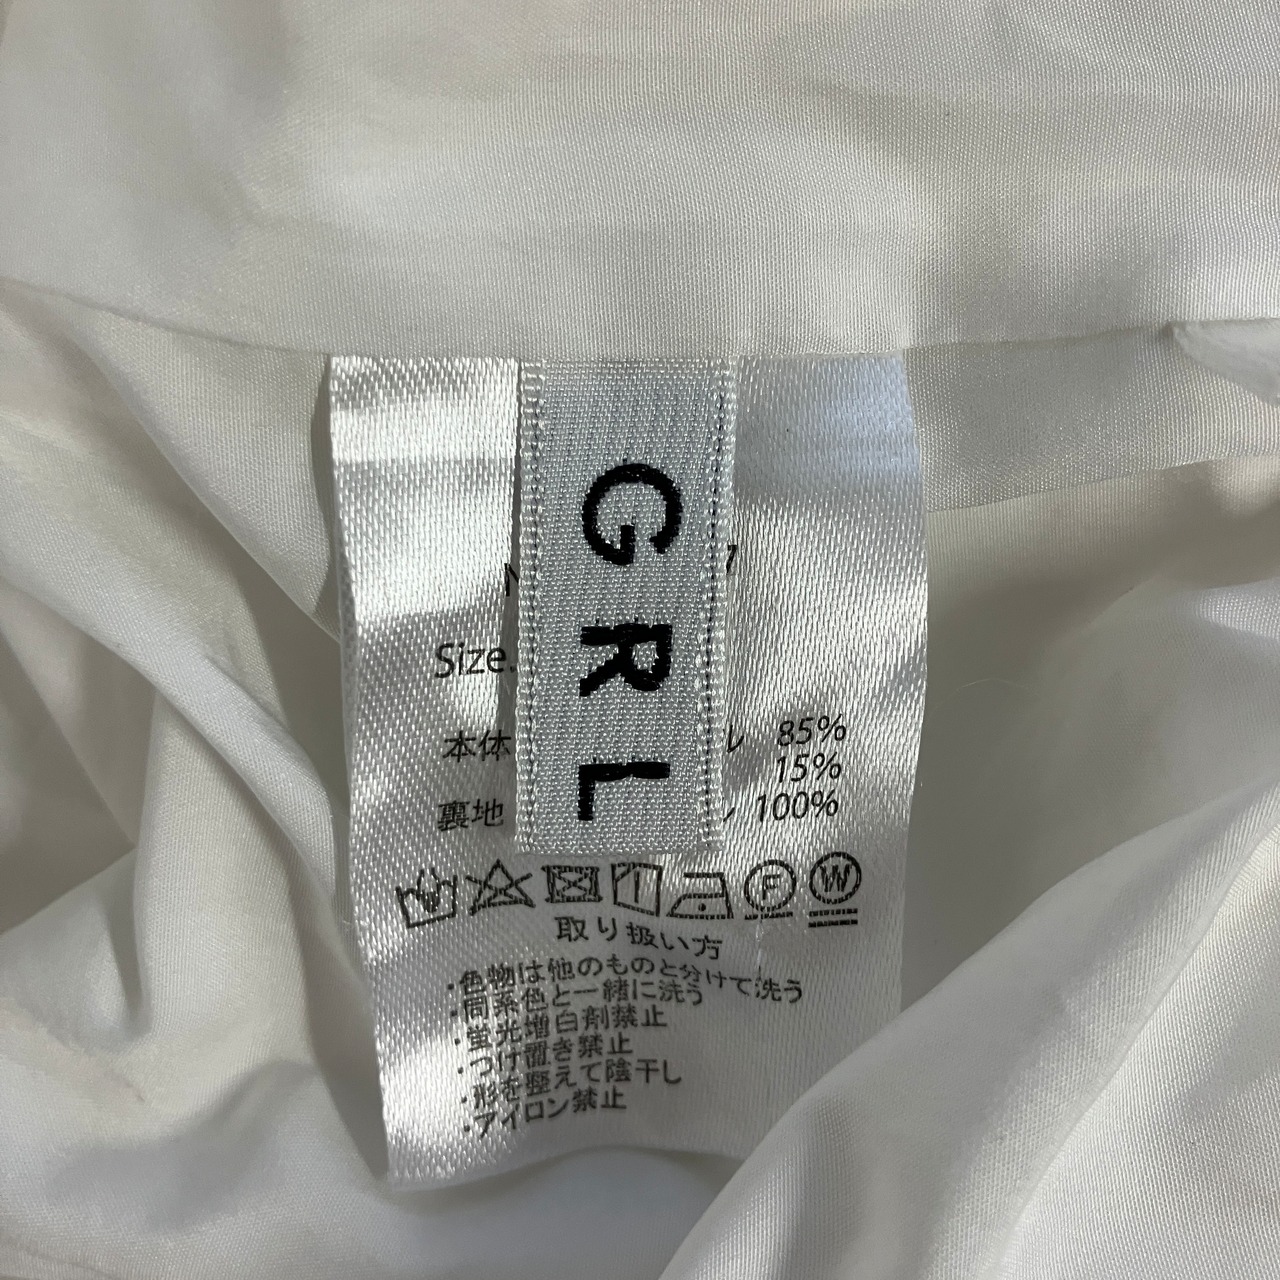 GRL
Size.
本体 85%
15%
裏地 100%
取り扱い方
・色物は他のものと分けて洗う
・同系色と一緒に洗う
・蛍光増白剤禁止
・つけ置き禁止
・形を整えて陰干し
・アイロン禁止